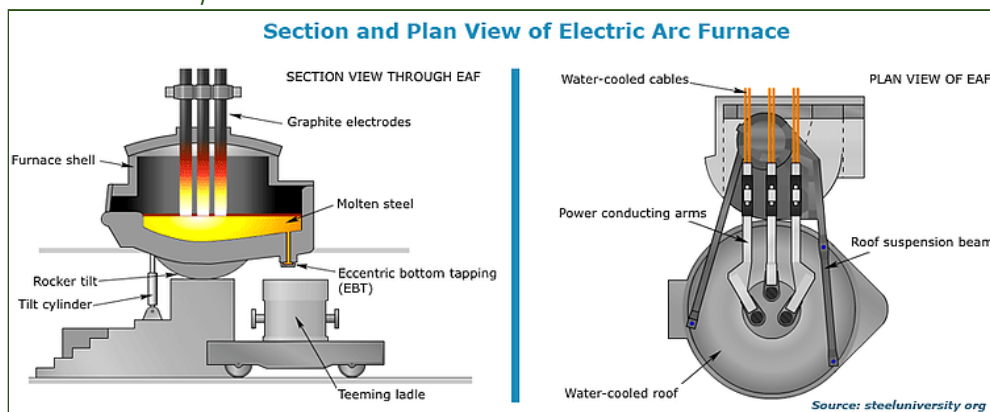 Section and Plan View of Electric Arc Furnace
SECTION VIEW THROUGH EAF
Graphite electrodes
Furnace shell
Molten steel
Eccentric bottom tapping
(EBT)
Rocker tilt
Tilt cylinder
Teeming ladle
PLAN VIEW OF EAF
Water-cooled cables
Power conducting arms
Roof suspension beam
Water-cooled roof
Source: steeluniversity org